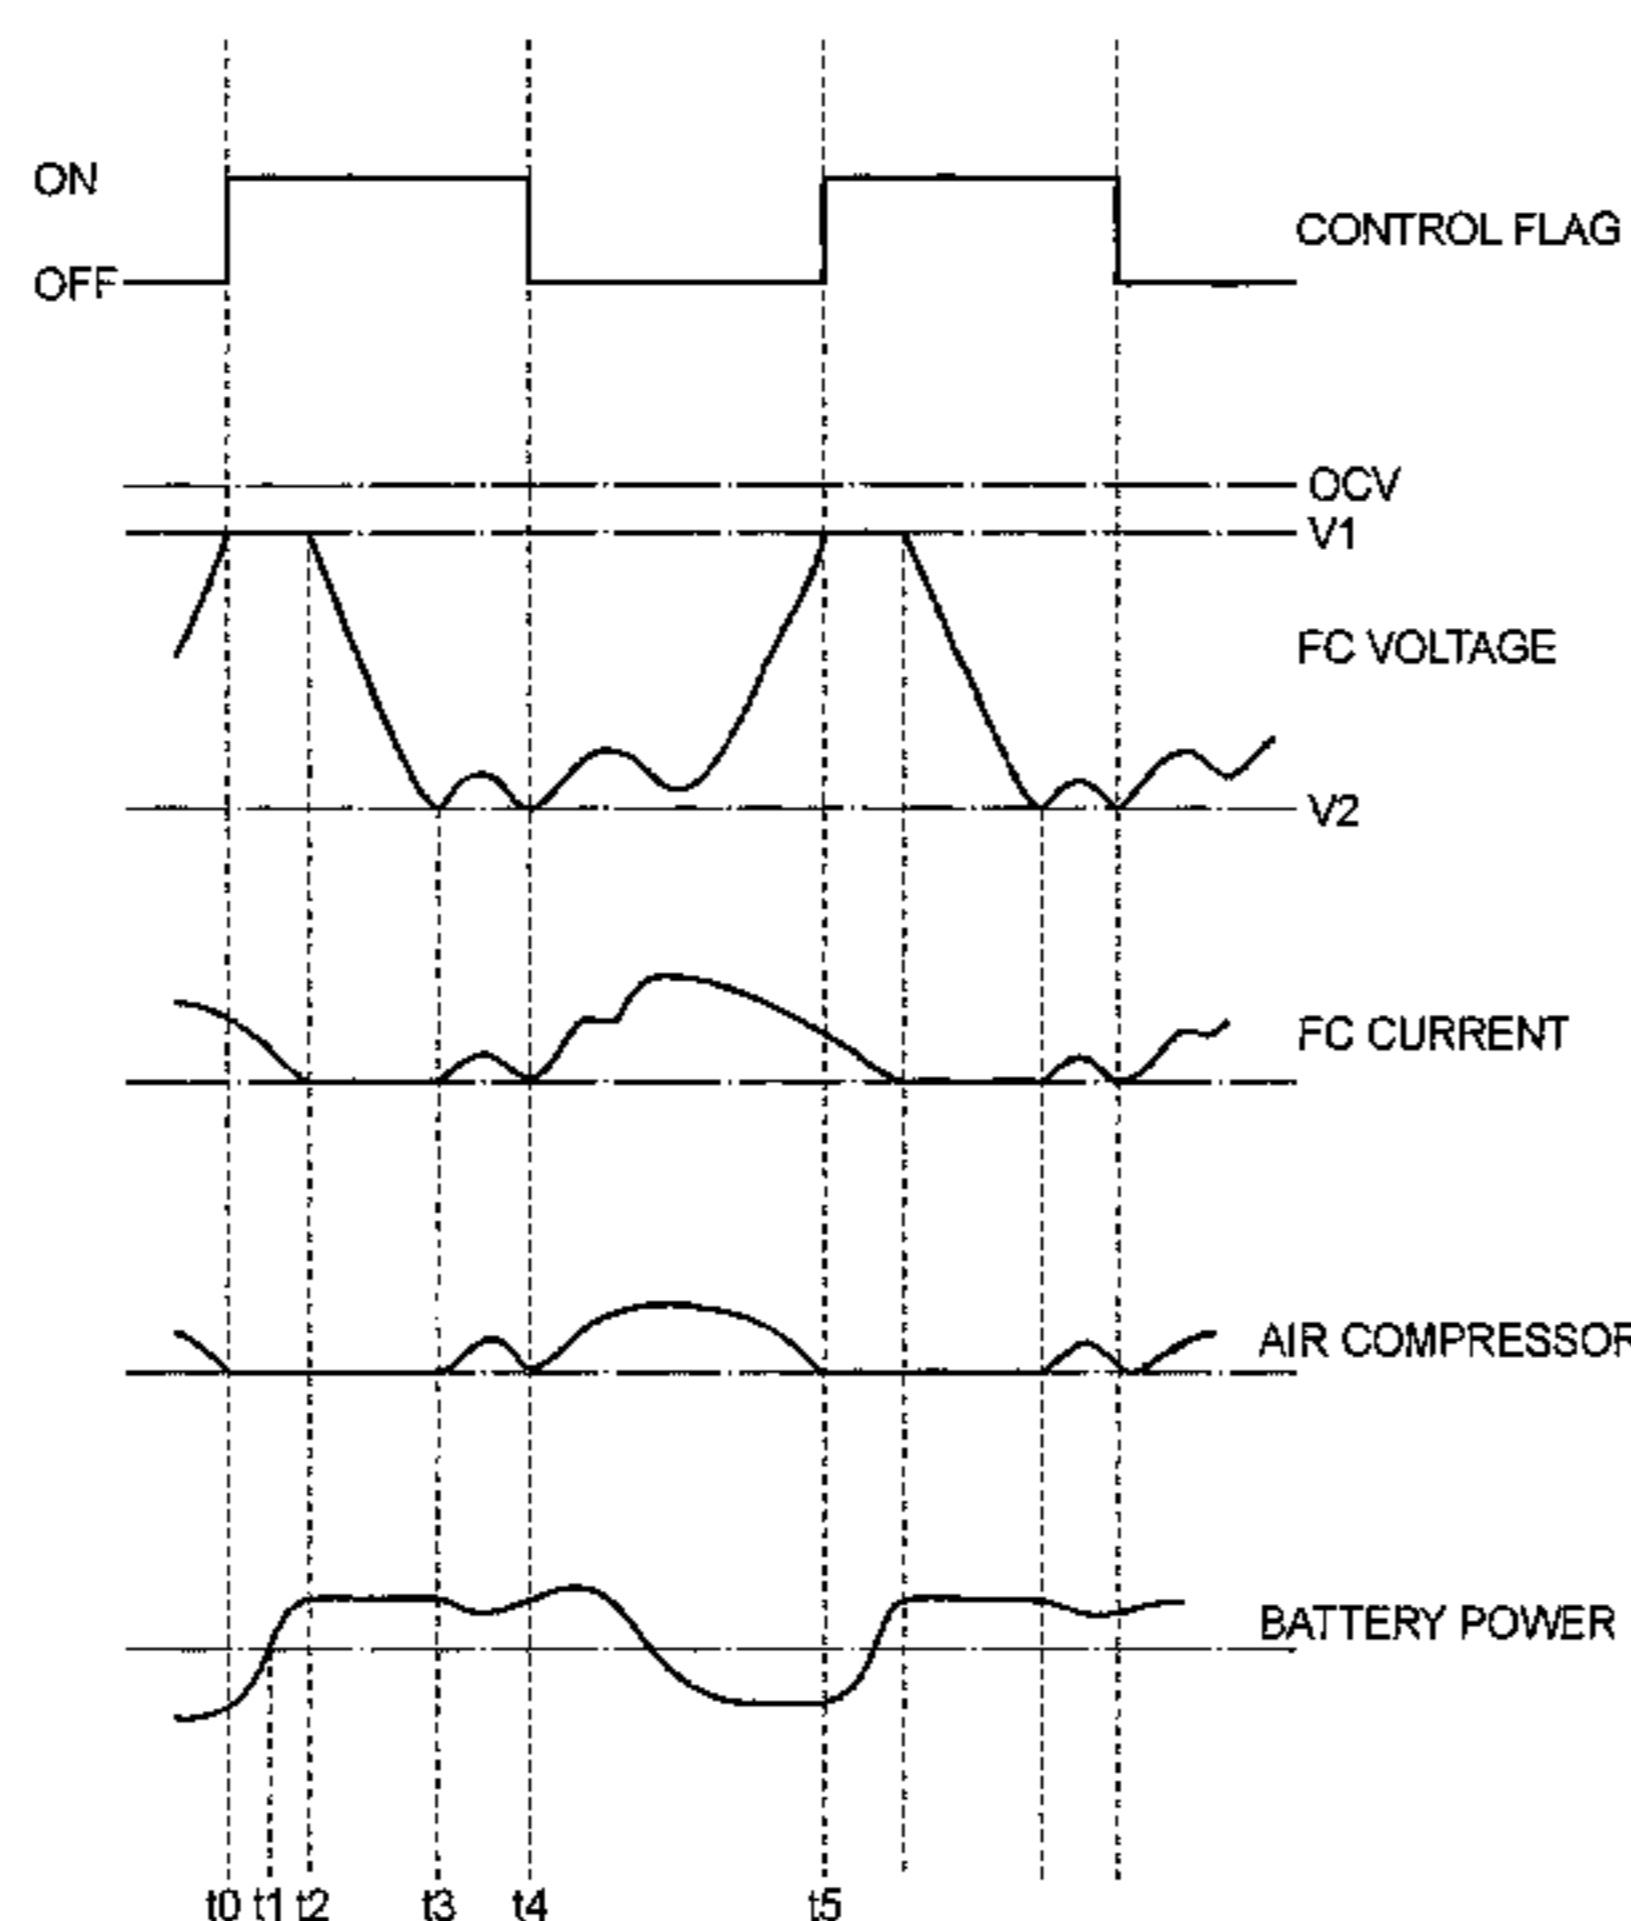 ON
CONTROL FLAG
OFF
OCV
V1
FC VOLTAGE
V2
FC CURRENT
AIR COMPRESSOR
BATTERY POWER
t0 t1 t2 t3 t4 t5